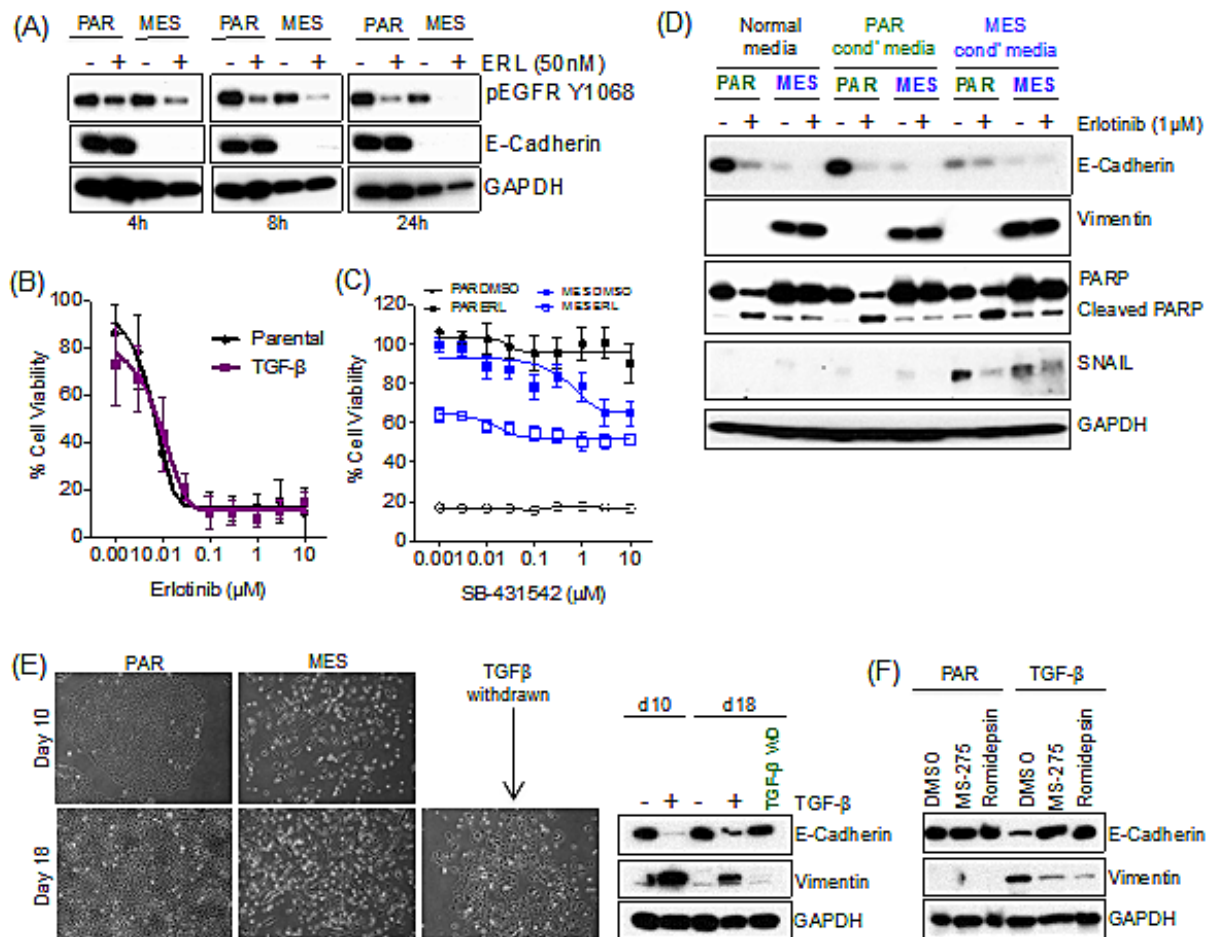 (A)
PAR MES PAR MES PAR MES
- + - + - + - + - + - + ERL (50nM)
pEGFR Y1068
E-Cadherin
GAPDH
4h 8h 24h
(B)
100
80
60
40
20
0
% Cell Viability
Parental
TGF-β
0.001 0.01 0.1 1 10
Erlotinib (μM)
(C)
PAR DMSO
PAR ERL
MES DMSO
MES ERL
120
100
80
60
40
20
0
% Cell Viability
0.001 0.01 0.1 1 10
SB-431542 (μM)
(D)
Normal media
PAR cond' media
MES cond' media
PAR MES PAR MES PAR MES
- + - + - + - + - + - + Erlotinib (1μM)
E-Cadherin
Vimentin
PARP
Cleaved PARP
SNAIL
GAPDH
(E)
PAR MES
Day 10
Day 18
TGFβ
withdrawn
d10 d18
TGF-β WD
- + - + TGF-β
E-Cadherin
Vimentin
GAPDH
(F)
PAR TGF-β
DMSO
MS-275
Romidepsin
DMSO
MS-275
Romidepsin
E-Cadherin
Vimentin
GAPDH